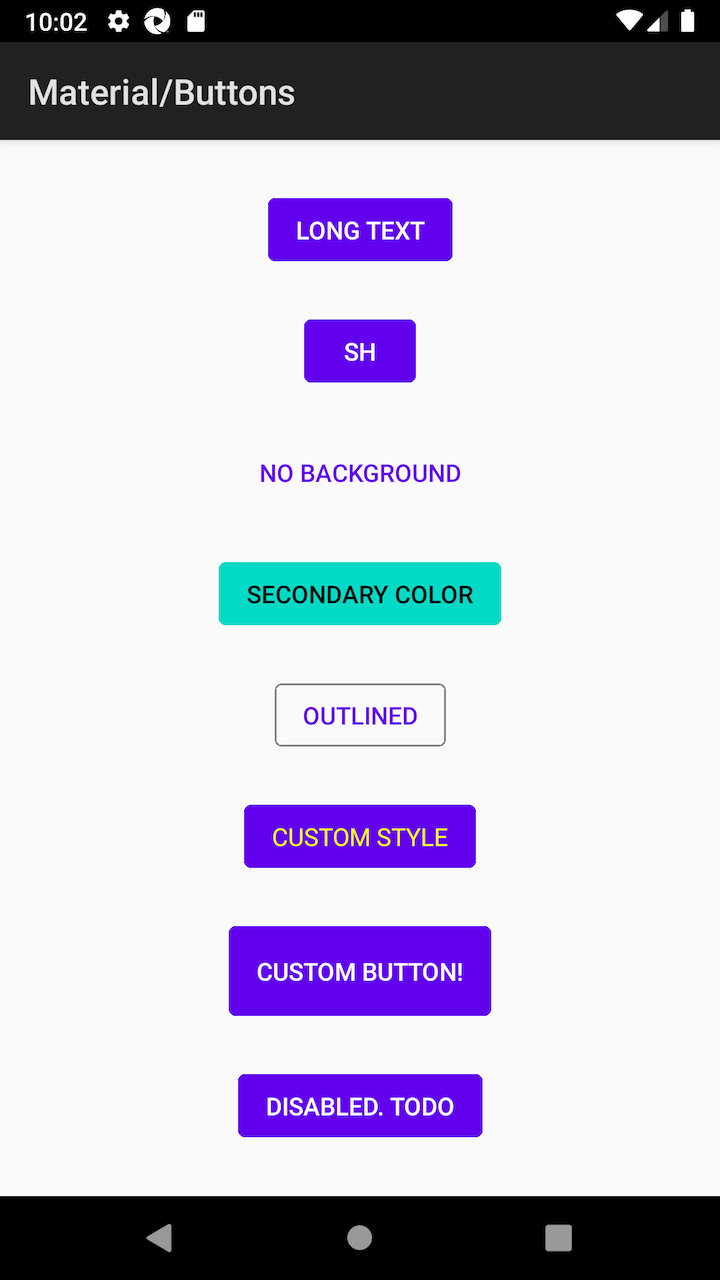 10:02
Material/Buttons
LONG TEXT
SH
NO BACKGROUND
SECONDARY COLOR
OUTLINED
CUSTOM STYLE
CUSTOM BUTTON!
DISABLED. TODO